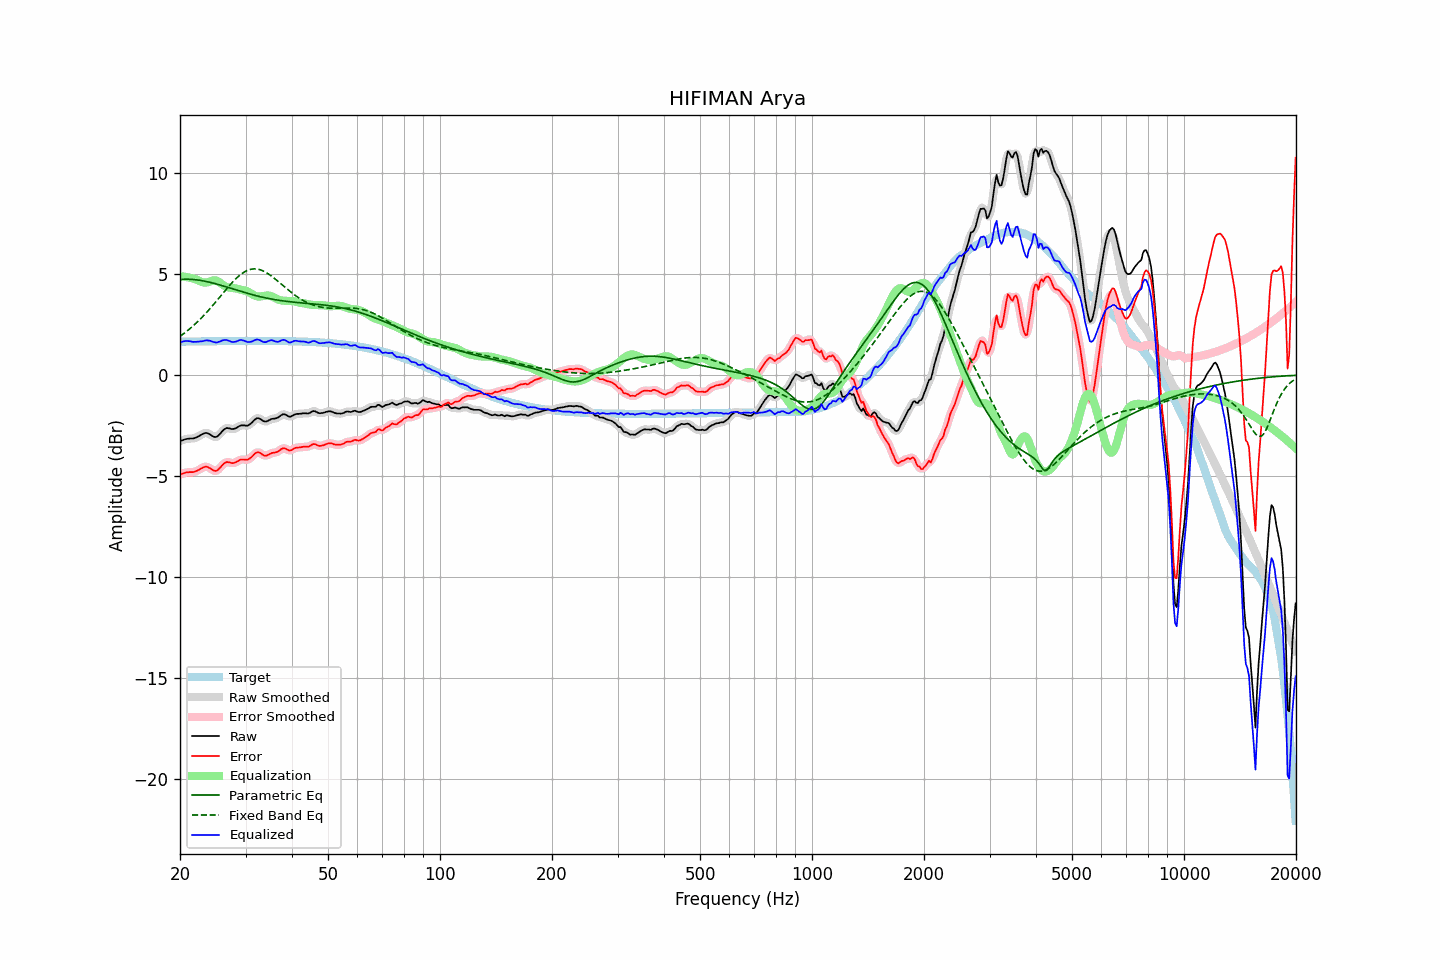 HIFIMAN Arya
Amplitude (dBr)
10
5
0
−5
−10
−15
−20
Target
Raw Smoothed
Error Smoothed
Raw
Error
Equalization
Parametric Eq
Fixed Band Eq
Equalized
20 50 100 200 500 1000 2000 5000 10000 20000
Frequency (Hz)